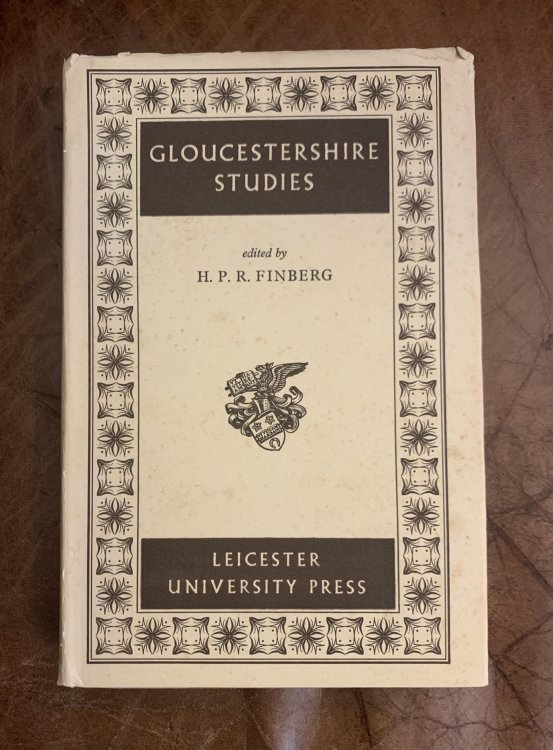 GLOUCESTERSHIRE
STUDIES
edited by
H. P. R. FINBERG
LEICESTER
UNIVERSITY PRESS